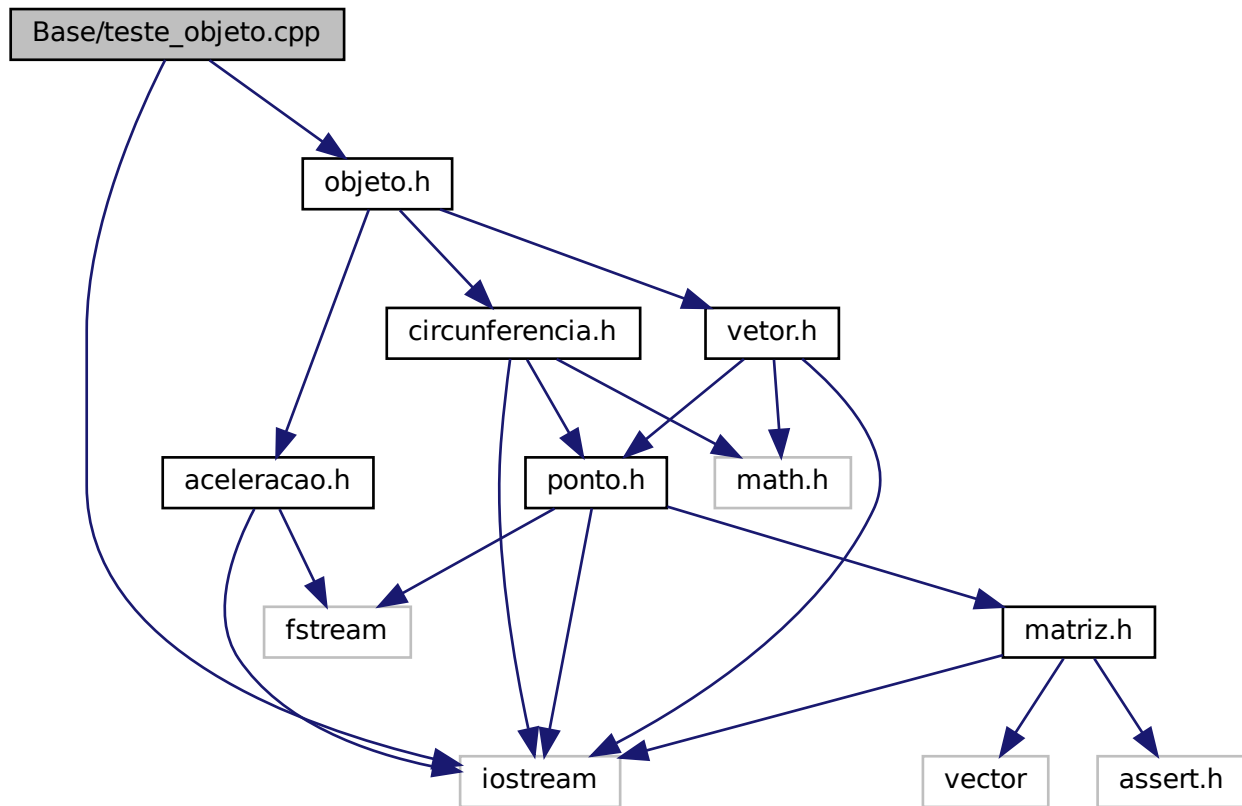 Base/teste_objeto.cpp
objeto.h
circunferencia.h
vetor.h
aceleracao.h
ponto.h
math.h
fstream
matriz.h
iostream
vector
assert.h